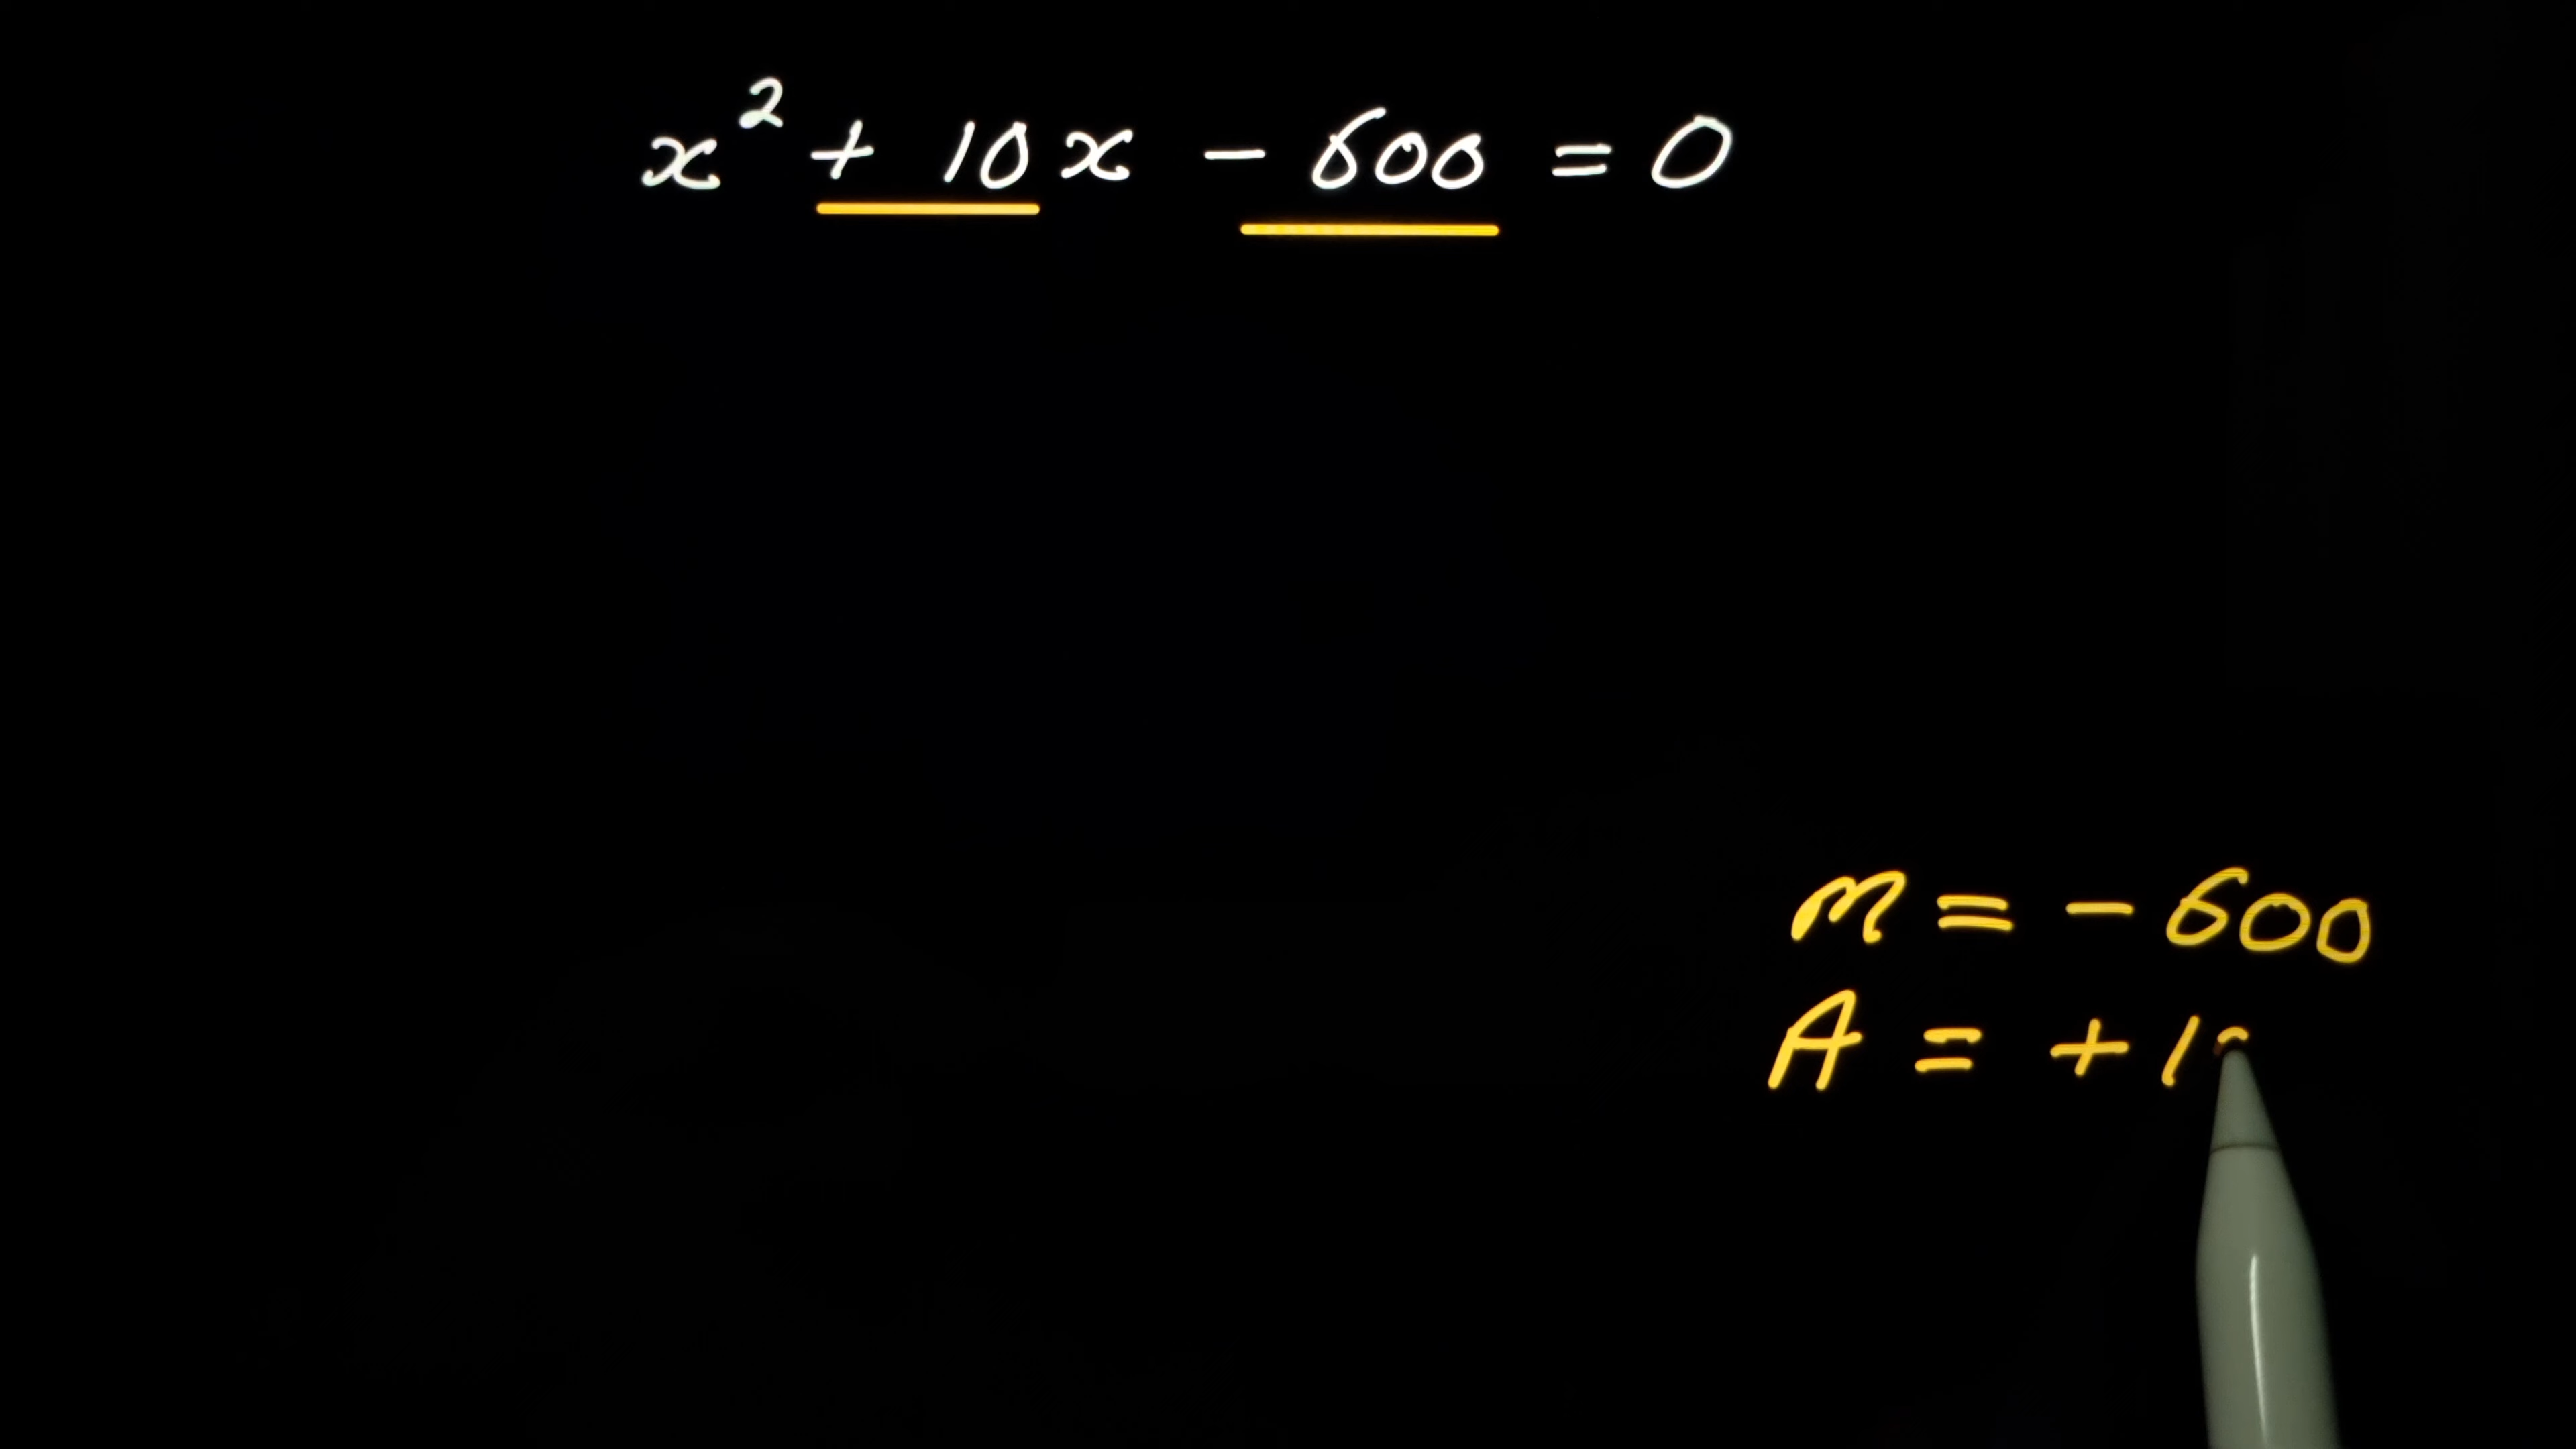 x² + 10x - 600 = 0
M = - 600
A = + 1